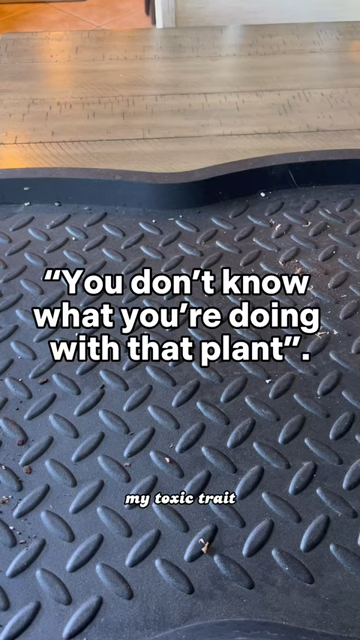 “You don’t know
what you’re doing
with that plant”.
my toxic trait